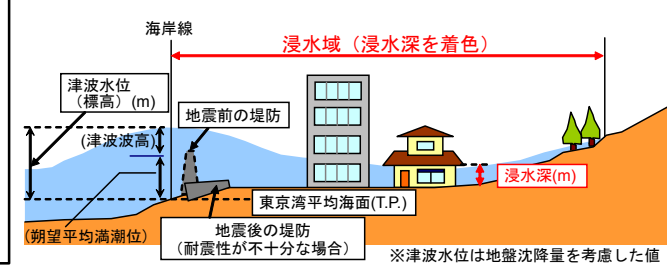 海岸線
浸水域（浸水深を着色）
津波水位
（標高）(m)
地震前の堤防
(津波波高)
浸水深(m)
東京湾平均海面(T.P.)
(朔望平均満潮位)
地震後の堤防
(耐震性が不十分な場合)
※津波水位は地盤沈降量を考慮した値